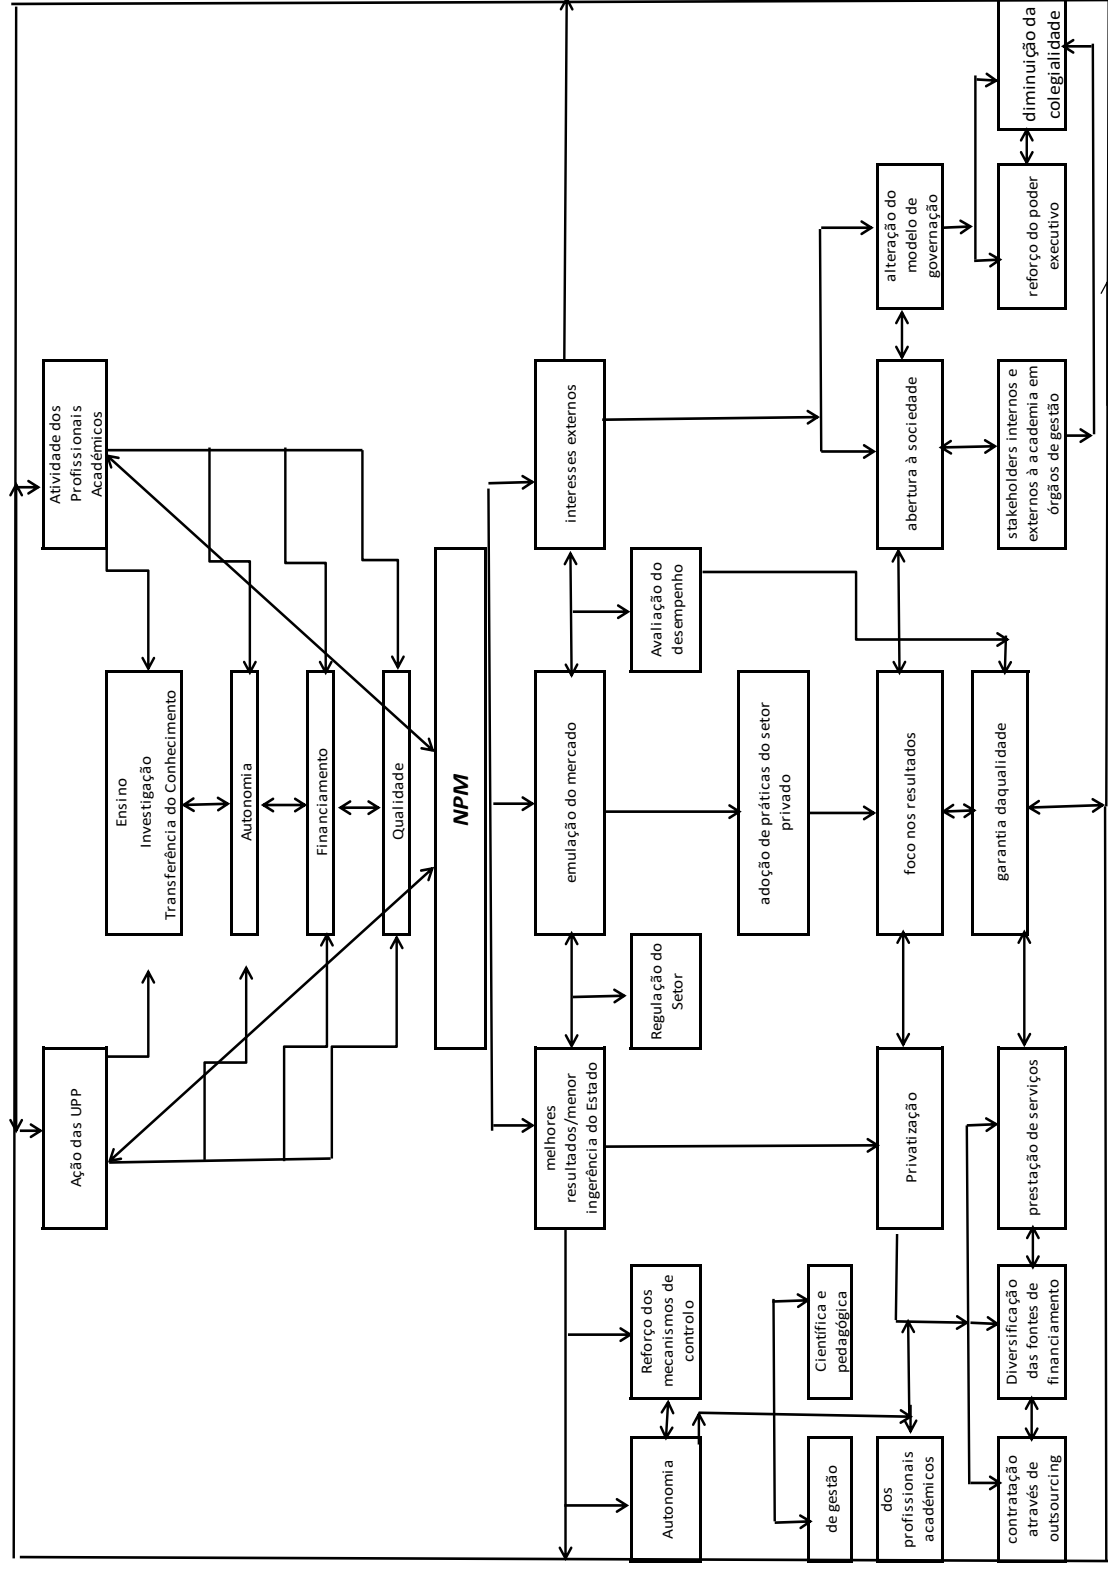 Ação das UPP
Atividade dos
Profissionais
Académicos
Ensino
Investigação
Transferência do Conhecimento
Autonomia
Financiamento
Qualidade
NPM
melhores
resultados/menor
ingerência do Estado
emulação do mercado
interesses externos
Autonomia
Reforço dos
mecanismos de
controlo
Regulação do
Setor
Avaliação do
desempenho
adoção de práticas do setor
privado
de gestão
Científica e
pedagógica
dos
profissionais
académicos
Privatização
foco nos resultados
abertura à sociedade
alteração do
modelo de
governação
contratação
através de
outsourcing
Diversificação
das fontes de
financiamento
prestação de serviços
garantia daqualidade
stakeholders internos e
externos à academia em
órgãos de gestão
reforço do poder
executivo
diminuição da
colegialidade